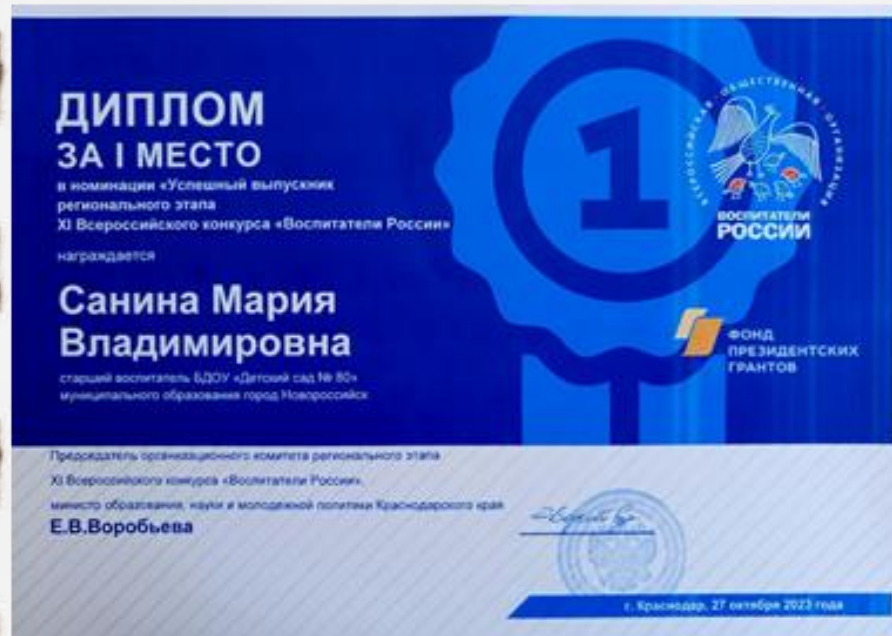 ДИПЛОМ
ЗА I МЕСТО
в номинации «Успешный выпускник
регионального этапа
XI Всероссийского конкурса «Воспитатели России»
награждается
Санина Мария
Владимировна
старший воспитатель БДОУ «Детский сад № 80»
муниципального образования город Новороссийск
1
ВСЕРОССИЙСКАЯ · ОБЩЕСТВЕННАЯ · ОРГАНИЗАЦИЯ
ВОСПИТАТЕЛИ
РОССИИ
ФОНД
ПРЕЗИДЕНТСКИХ
ГРАНТОВ
Председатель организационного комитета регионального этапа
XI Всероссийского конкурса «Воспитатели России»,
министр образования, науки и молодежной политики Краснодарского края
Е.В.Воробьева
г. Краснодар, 27 октября 2023 года